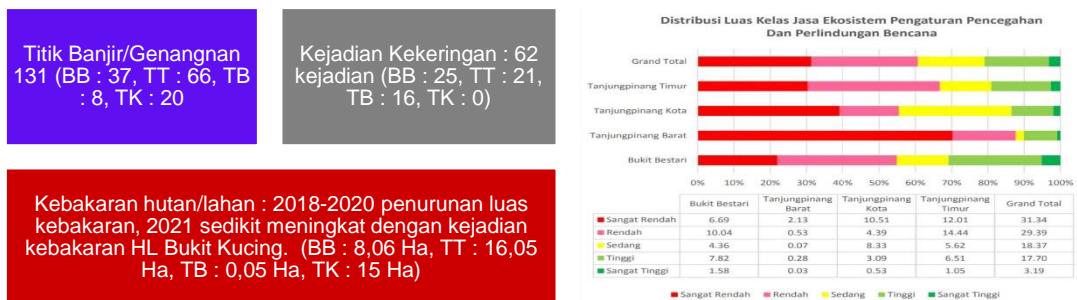 Titik Banjir/Genangnan
131 (BB : 37, TT : 66, TB
: 8, TK : 20
Kejadian Kekeringan : 62
kejadian (BB : 25, TT : 21,
TB : 16, TK : 0)
Kebakaran hutan/lahan : 2018-2020 penurunan luas
kebakaran, 2021 sedikit meningkat dengan kejadian
kebakaran HL Bukit Kucing. (BB : 8,06 Ha, TT : 16,05
Ha, TB : 0,05 Ha, TK : 15 Ha)
Distribusi Luas Kelas Jasa Ekosistem Pengaturan Pencegahan
Dan Perlindungan Bencana
Grand Total
Tanjungpinang Timur
Tanjungpinang Kota
Tanjungpinang Barat
Bukit Bestari
0% 10% 20% 30% 40% 50% 60% 70% 80% 90% 100%
Bukit Bestari Tanjungpinang Barat Tanjungpinang Kota Tanjungpinang Timur Grand Total
Sangat Rendah 6.69 2.13 10.51 12.01 31.34
Rendah 10.04 0.53 4.39 14.44 29.39
Sedang 4.36 0.07 8.33 5.62 18.37
Tinggi 7.82 0.28 3.09 6.51 17.70
Sangat Tinggi 1.58 0.03 0.53 1.05 3.19
Sangat Rendah Rendah Sedang Tinggi Sangat Tinggi